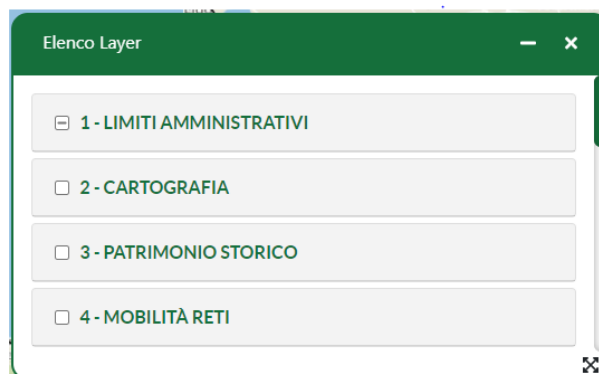 Elenco Layer
1 - LIMITI AMMINISTRATIVI
2 - CARTOGRAFIA
3 - PATRIMONIO STORICO
4 - MOBILITÀ RETI